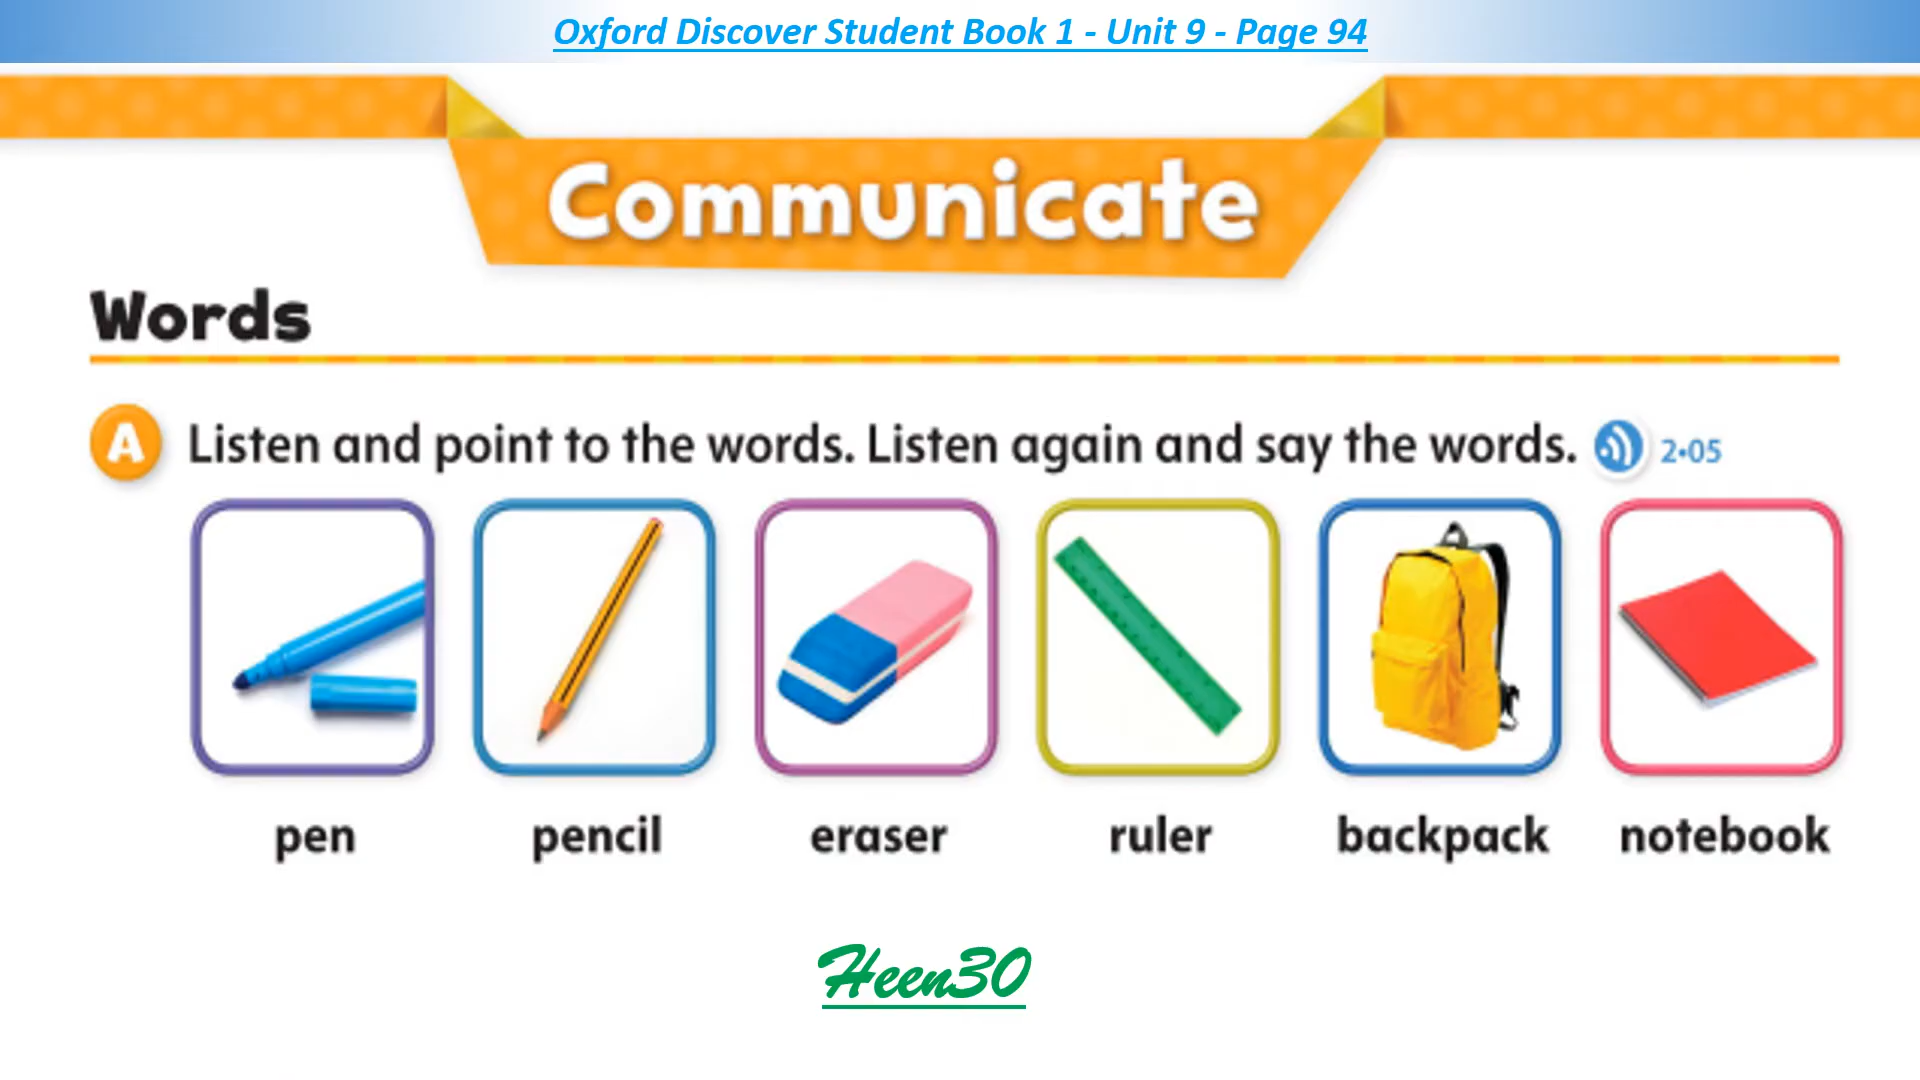 Oxford Discover Student Book 1 - Unit 9 - Page 94
Communicate
Words
A Listen and point to the words. Listen again and say the words. 2•05
pen pencil eraser ruler backpack notebook
Heen30